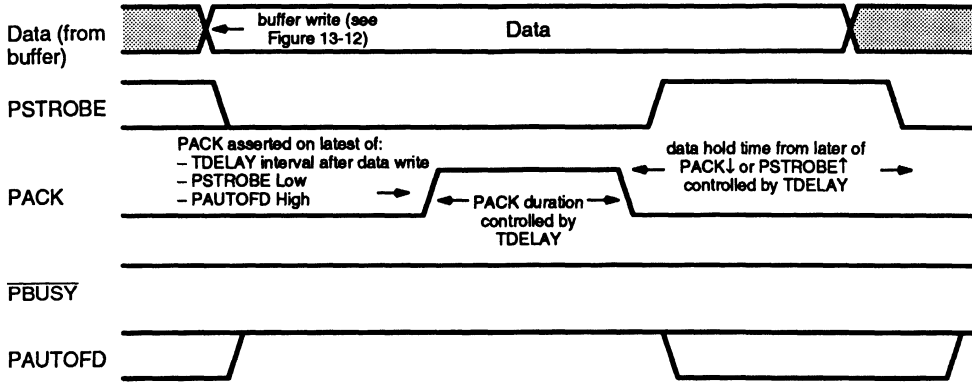 Data (from
buffer)
buffer write (see
Figure 13-12)
Data
PSTROBE
PACK asserted on latest of:
– TDELAY interval after data write
– PSTROBE Low
– PAUTOFD High
data hold time from later of
PACK↓ or PSTROBE↑
controlled by TDELAY
PACK
PACK duration
controlled by
TDELAY
PBUSY
PAUTOFD